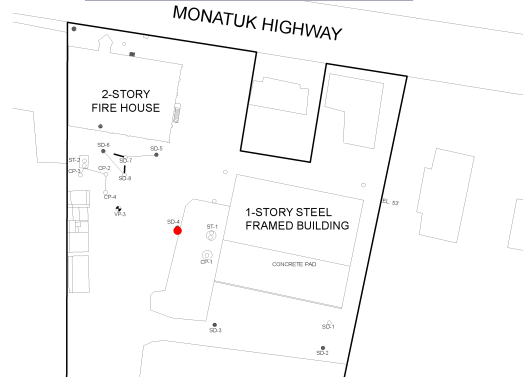 MONATUK HIGHWAY
2-STORY
FIRE HOUSE
SD-6
SD-5
SD-7
ST-2
CP-2
CP-3
SD-8
CP-4
VP-3
SD-4
ST-1
1-STORY STEEL
FRAMED BUILDING
EL. 53'
CP-1
CONCRETE PAD
SD-3
SD-1
SD-2